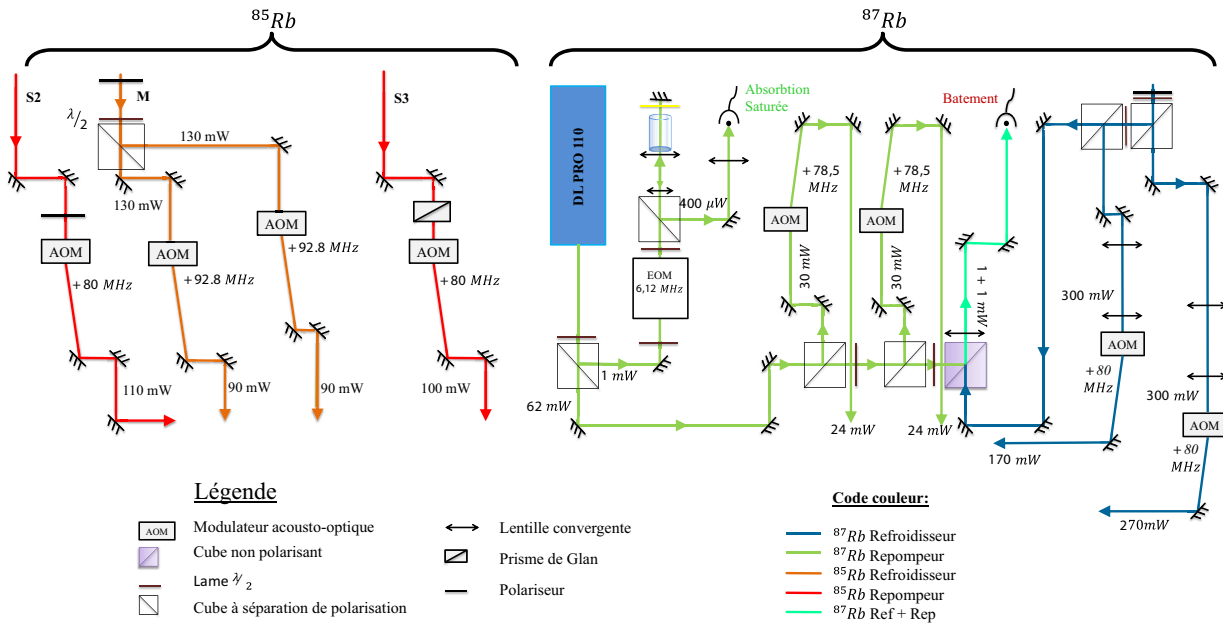 ⁸⁵Rb
⁸⁷Rb
S2
M
S3
λ/2
130 mW
130 mW
AOM
AOM
AOM
AOM
+80 MHz
+92.8 MHz
+92.8 MHz
+80 MHz
110 mW
90 mW
90 mW
100 mW
DL PRO 110
Absorbtion
Saturée
Batement
400 μW
EOM
6,12 MHz
1 mW
62 mW
+78,5
MHz
AOM
30 mW
24 mW
+78,5
MHz
AOM
30 mW
24 mW
1 + 1 mW
300 mW
AOM
+80
MHz
170 mW
300 mW
AOM
+80
MHz
270mW
Légende
AOM
Modulateur acousto-optique
Cube non polarisant
Lame λ/2
Cube à séparation de polarisation
Lentille convergente
Prisme de Glan
Polariseur
Code couleur:
⁸⁷Rb Refroidisseur
⁸⁷Rb Repompeur
⁸⁵Rb Refroidisseur
⁸⁵Rb Repompeur
⁸⁷Rb Ref + Rep